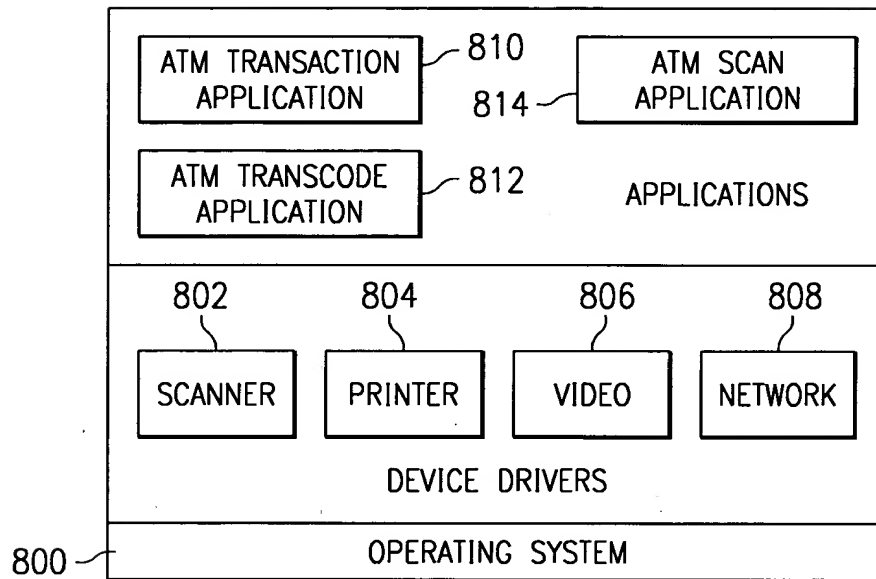 ATM TRANSACTION
APPLICATION
810
ATM SCAN
APPLICATION
814
ATM TRANSCODE
APPLICATION
812
APPLICATIONS
802
804
806
808
SCANNER
PRINTER
VIDEO
NETWORK
DEVICE DRIVERS
800
OPERATING SYSTEM